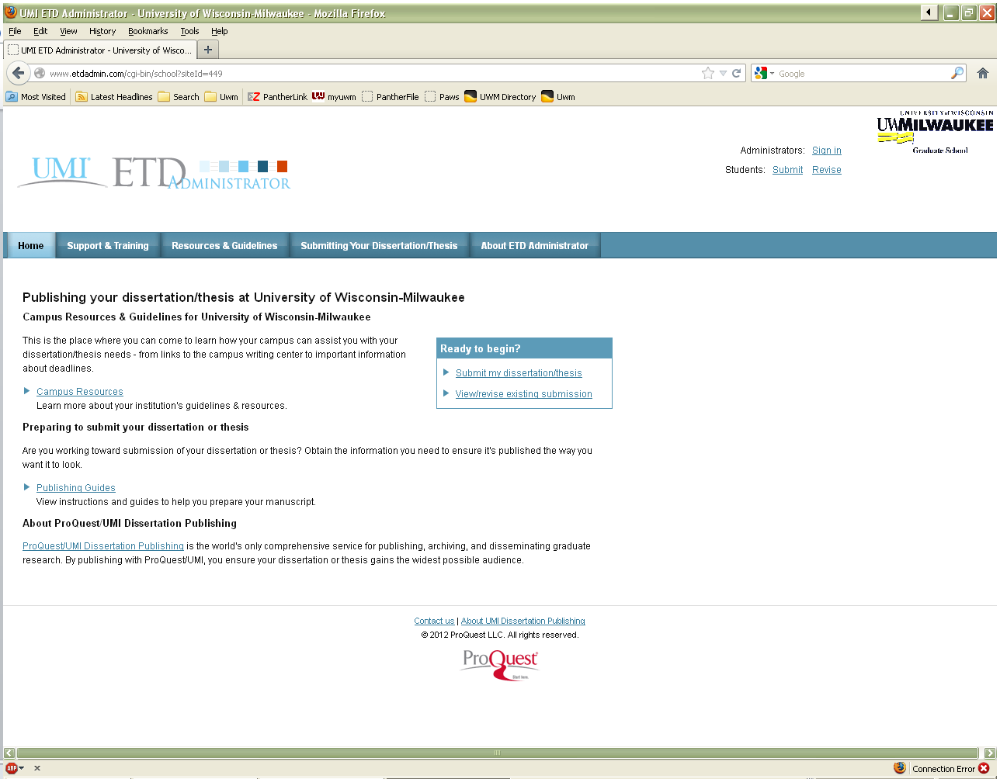 UMI ETD Administrator - University of Wisconsin-Milwaukee - Mozilla Firefox
File Edit View History Bookmarks Tools Help
UMI ETD Administrator - University of Wisco...
www.etdadmin.com/cgi-bin/school?siteId=449
Google
Most Visited Latest Headlines Search Uwm PantherLink myuwm PantherFile Paws UWM Directory Uwm
UNIVERSITY of WISCONSIN
UWMILWAUKEE
Graduate School
Administrators: Sign in
Students: Submit Revise
UMI ETD ADMINISTRATOR
Home Support & Training Resources & Guidelines Submitting Your Dissertation/Thesis About ETD Administrator
Publishing your dissertation/thesis at University of Wisconsin-Milwaukee
Campus Resources & Guidelines for University of Wisconsin-Milwaukee
This is the place where you can come to learn how your campus can assist you with your
dissertation/thesis needs - from links to the campus writing center to important information
about deadlines.
Ready to begin?
Submit my dissertation/thesis
View/revise existing submission
Campus Resources
Learn more about your institution's guidelines & resources.
Preparing to submit your dissertation or thesis
Are you working toward submission of your dissertation or thesis? Obtain the information you need to ensure it's published the way you
want it to look.
Publishing Guides
View instructions and guides to help you prepare your manuscript.
About ProQuest/UMI Dissertation Publishing
ProQuest/UMI Dissertation Publishing is the world's only comprehensive service for publishing, archiving, and disseminating graduate
research. By publishing with ProQuest/UMI, you ensure your dissertation or thesis gains the widest possible audience.
Contact us | About UMI Dissertation Publishing
© 2012 ProQuest LLC. All rights reserved.
ProQuest
Start here.
ABP
Connection Error